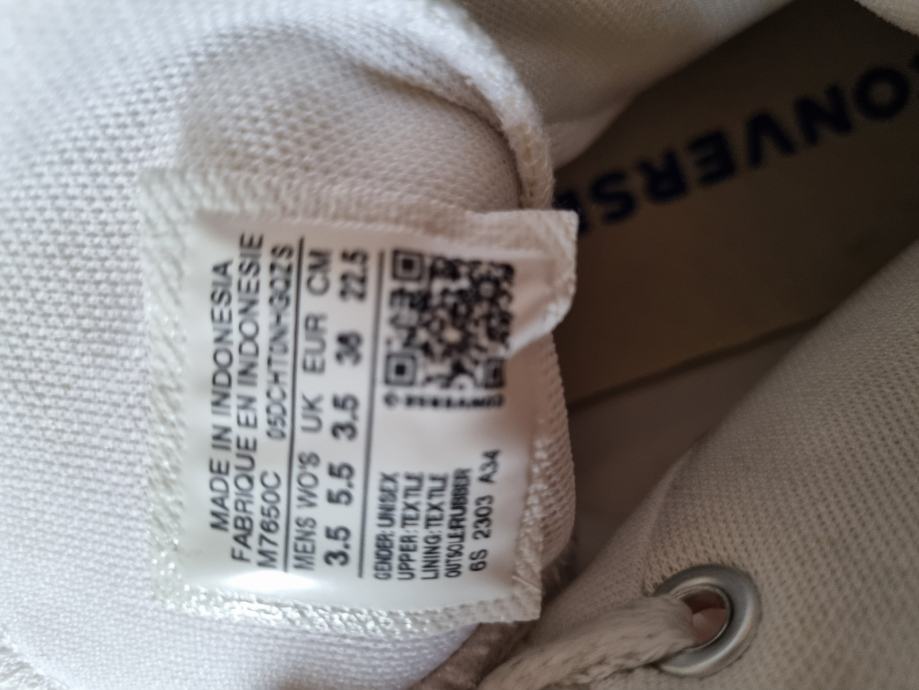 MADE IN INDONESIA
FABRIQUE EN INDONESIE
M7650C
MENS WO'S UK EUR CM
3.5 5.5 3.5 36 22.5
GENDER: UNISEX
UPPER: TEXTILE
LINING: TEXTILE
OUTSOLE:RUBBER
6S 2303 A34
CONVERSE